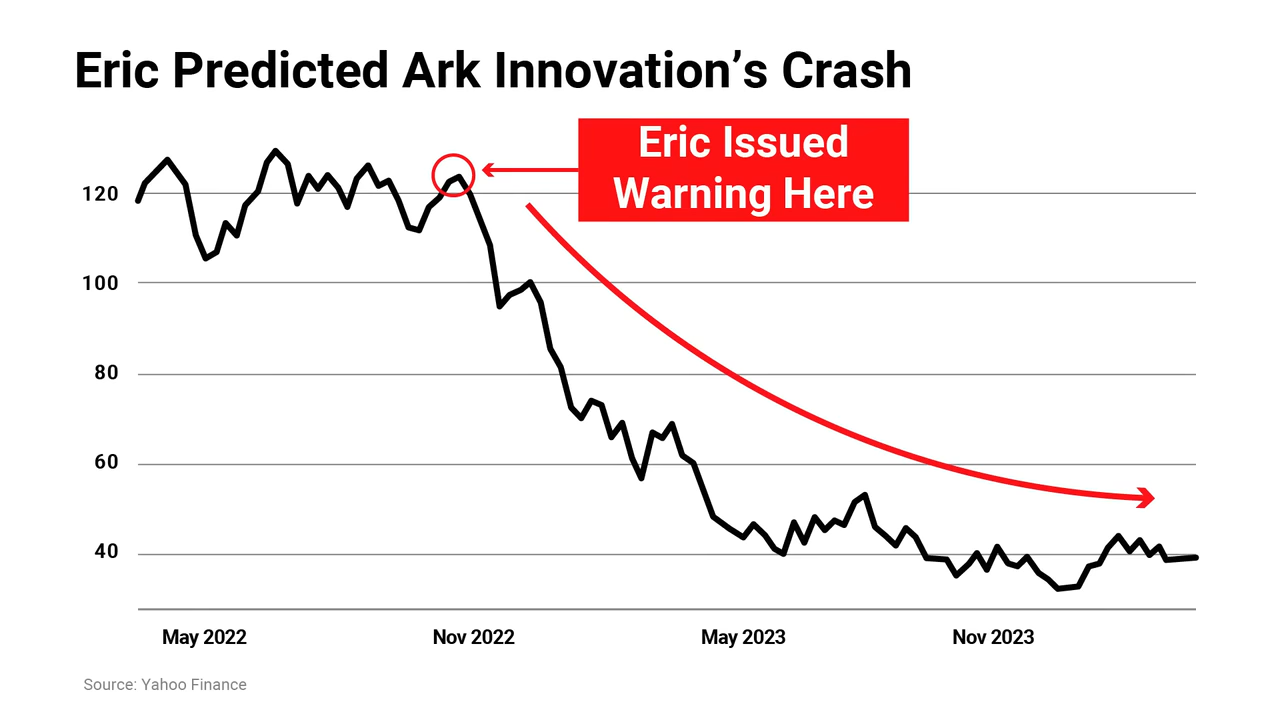 Eric Predicted Ark Innovation’s Crash
Eric Issued
Warning Here
120
100
80
60
40
May 2022
Nov 2022
May 2023
Nov 2023
Source: Yahoo Finance